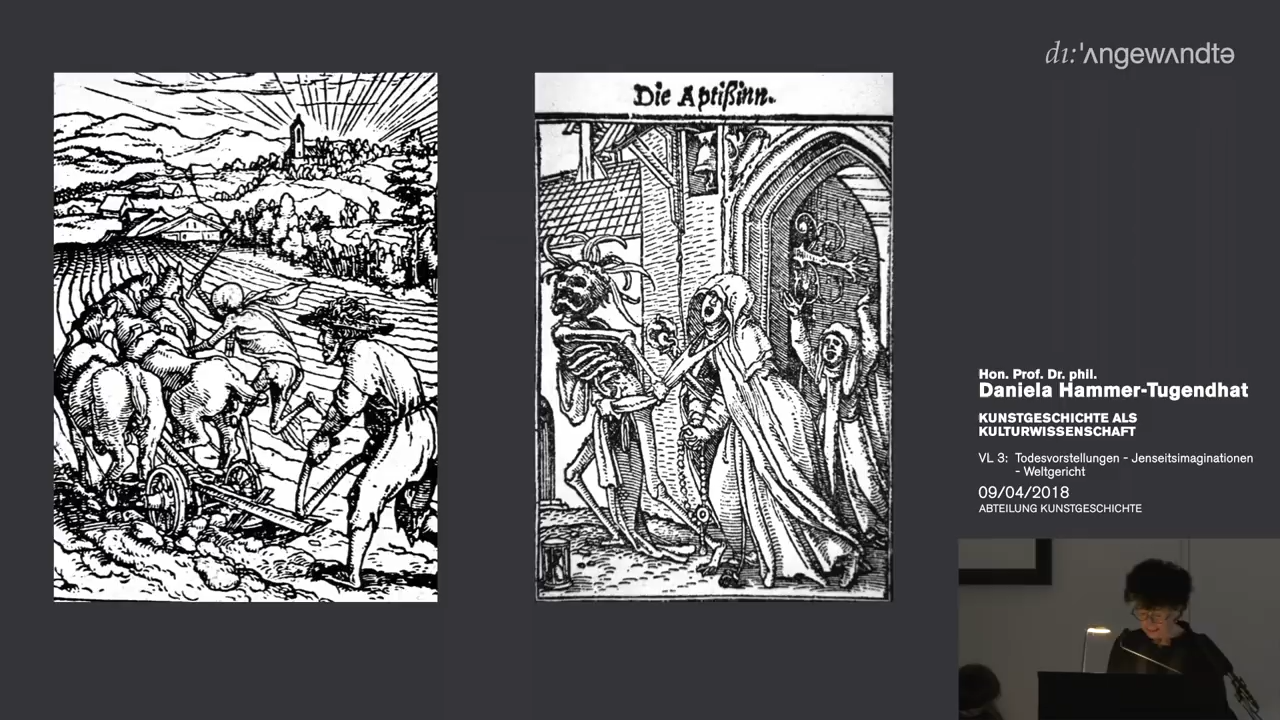 dı:ˈʌngewʌndtə
Die Aptißinn.
Hon. Prof. Dr. phil.
Daniela Hammer-Tugendhat
KUNSTGESCHICHTE ALS
KULTURWISSENSCHAFT
VL 3: Todesvorstellungen - Jenseitsimaginationen
- Weltgericht
09/04/2018
ABTEILUNG KUNSTGESCHICHTE